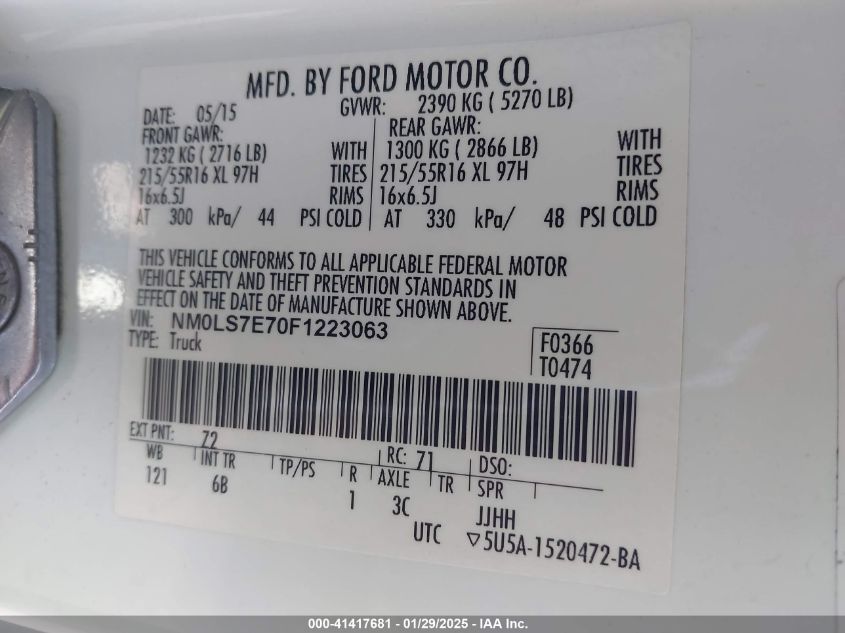 MFD. BY FORD MOTOR CO.
DATE: 05/15 GVWR: 2390 KG ( 5270 LB)
FRONT GAWR: REAR GAWR:
1232 KG ( 2716 LB) WITH 1300 KG ( 2866 LB) WITH
215/55R16 XL 97H TIRES 215/55R16 XL 97H TIRES
16x6.5J RIMS 16x6.5J RIMS
AT 300 kPa/ 44 PSI COLD AT 330 kPa/ 48 PSI COLD
THIS VEHICLE CONFORMS TO ALL APPLICABLE FEDERAL MOTOR
VEHICLE SAFETY AND THEFT PREVENTION STANDARDS IN
EFFECT ON THE DATE OF MANUFACTURE SHOWN ABOVE.
VIN: NM0LS7E70F1223063
TYPE: Truck
F0366
T0474
EXT PNT: Z2 RC: 71 DSO:
WB INT TR TP/PS R AXLE TR SPR
121 6B 1 3C JJHH
UTC ▽5U5A-1520472-BA
000-41417681 - 01/29/2025 - IAA Inc.